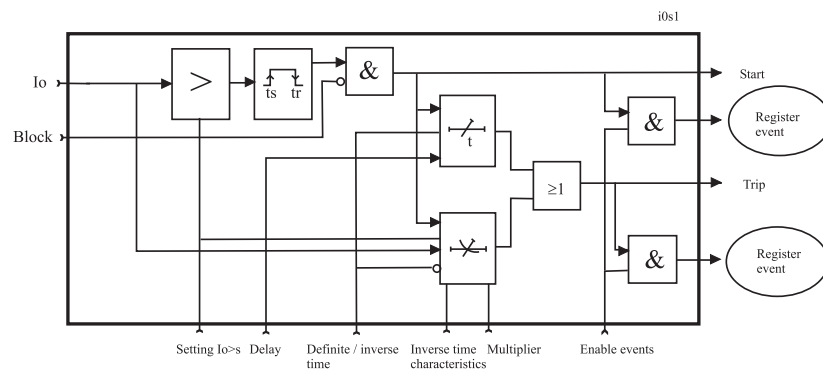 i0s1
Io
>
ts tr
&
Start
Block
t
&
Register
event
≥1
Trip
&
Register
event
Setting Io>s
Delay
Definite / inverse
time
Inverse time
characteristics
Multiplier
Enable events